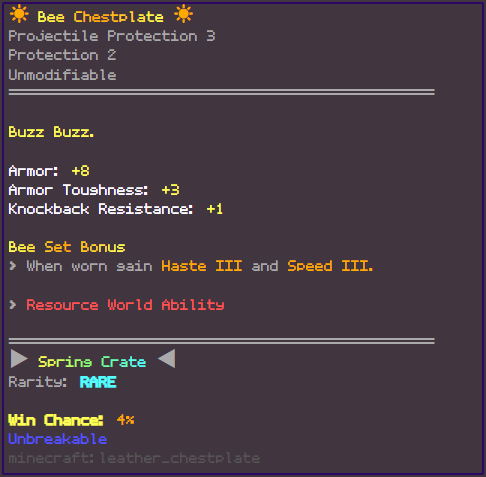 ☀ Bee Chestplate ☀
Projectile Protection 3
Protection 2
Unmodifiable
Buzz Buzz.
Armor: +8
Armor Toughness: +3
Knockback Resistance: +1
Bee Set Bonus
> When worn gain Haste III and Speed III.
> Resource World Ability
▶ Spring Crate ◀
Rarity: RARE
Win Chance: 4%
Unbreakable
minecraft:leather_chestplate